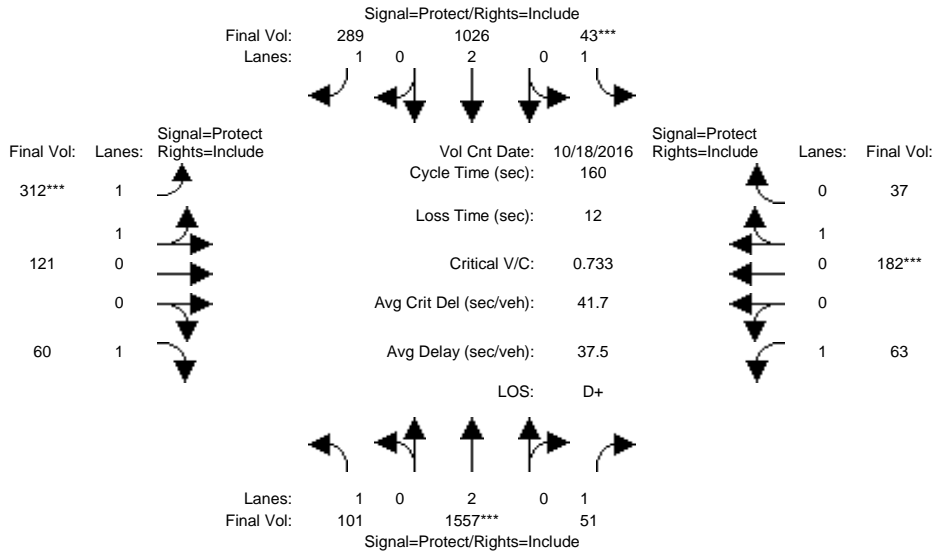 Signal=Protect/Rights=Include
Final Vol: 289 1026 43***
Lanes: 1 0 2 0 1
Signal=Protect Signal=Protect
Final Vol: Lanes: Rights=Include Vol Cnt Date: 10/18/2016 Rights=Include Lanes: Final Vol:
Cycle Time (sec): 160
312*** 1 0 37
Loss Time (sec): 12
1 1
121 0 Critical V/C: 0.733 0 182***
0 Avg Crit Del (sec/veh): 41.7 0
60 1 Avg Delay (sec/veh): 37.5 1 63
LOS: D+
Lanes: 1 0 2 0 1
Final Vol: 101 1557*** 51
Signal=Protect/Rights=Include